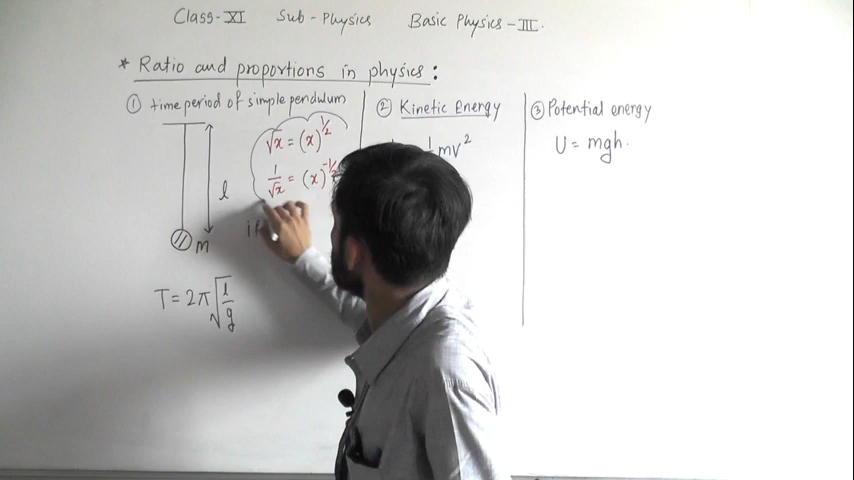 Class-XI Sub-Physics Basic Physics-III.
* Ratio and proportions in physics:
① time period of simple pendulum
√x = (x)^1/2
1/√x = (x)^-1/2
l
if
m
T = 2π√(l/g)
② Kinetic Energy
mv²
③ Potential energy
U = mgh.